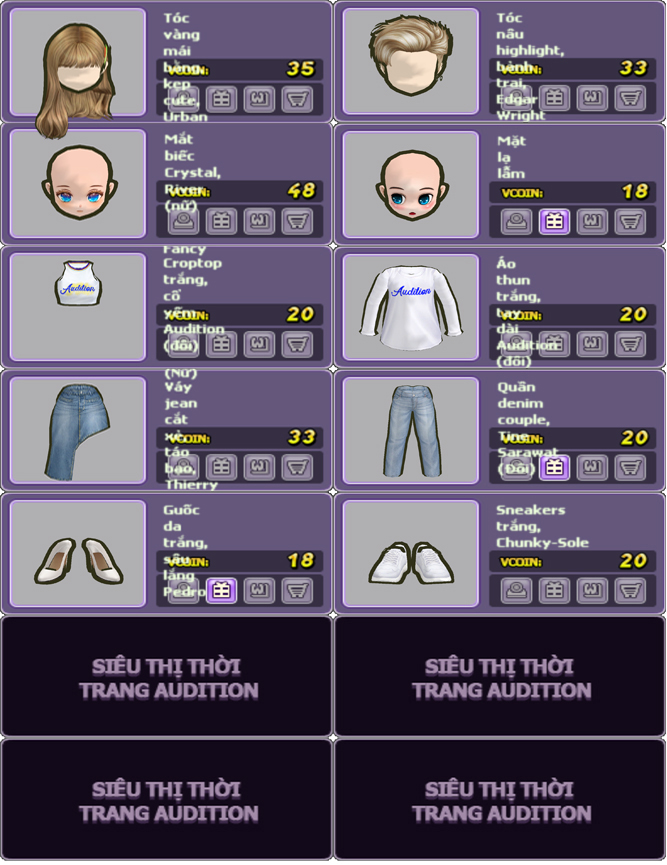 Tóc
vàng
mái
bằng,
kẹp
cute,
Urban
VCOIN:
35
Tóc
nâu
highlight,
bảnh
trai,
Edgar
Wright
VCOIN:
33
Mắt
biếc
Crystal,
River
(nữ)
VCOIN:
48
Mặt
lạ
lẫm
VCOIN:
18
Fancy
Croptop
trắng,
cổ
yếm
Audition
(đôi)
(Nữ)
Audition
VCOIN:
20
Áo
thun
trắng,
tay
dài
Audition
(đôi)
Audition
VCOIN:
20
Váy
jean
cắt
xẻ
táo
bạo,
Thierry
VCOIN:
33
Quần
denim
couple,
Tine
Sarawat
(Đôi)
VCOIN:
20
Guốc
da
trắng,
sâu
lắng
Pedro
VCOIN:
18
Sneakers
trắng,
Chunky-Sole
VCOIN:
20
SIÊU THỊ THỜI
TRANG AUDITION
SIÊU THỊ THỜI
TRANG AUDITION
SIÊU THỊ THỜI
TRANG AUDITION
SIÊU THỊ THỜI
TRANG AUDITION